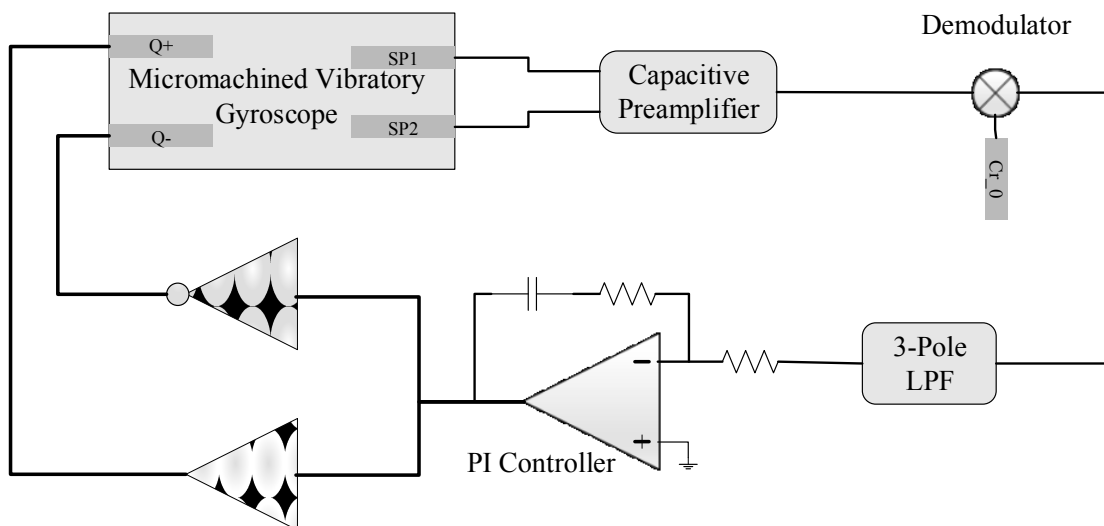 Demodulator
Q+
SP1
Micromachined Vibratory
Gyroscope
Q-
SP2
Capacitive
Preamplifier
Cr_0
3-Pole
LPF
PI Controller